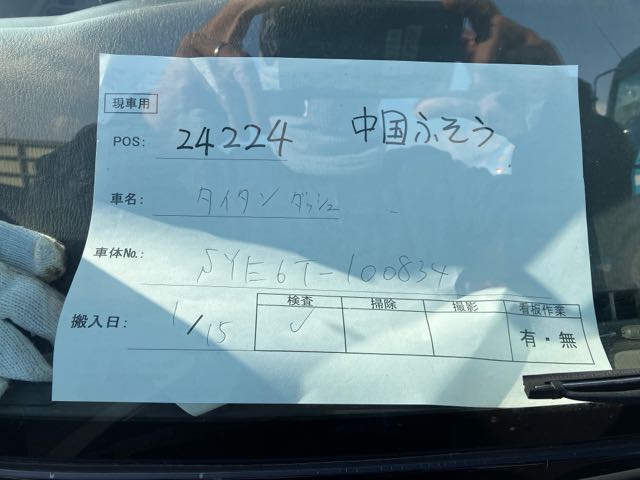 現車用
POS: 24224 中国ふそう
車名: タイタン ダッシュ
車体No.: SYE6T-100834
搬入日: 1/15
検査 掃除 撮影 看板作業
✓ 有・無